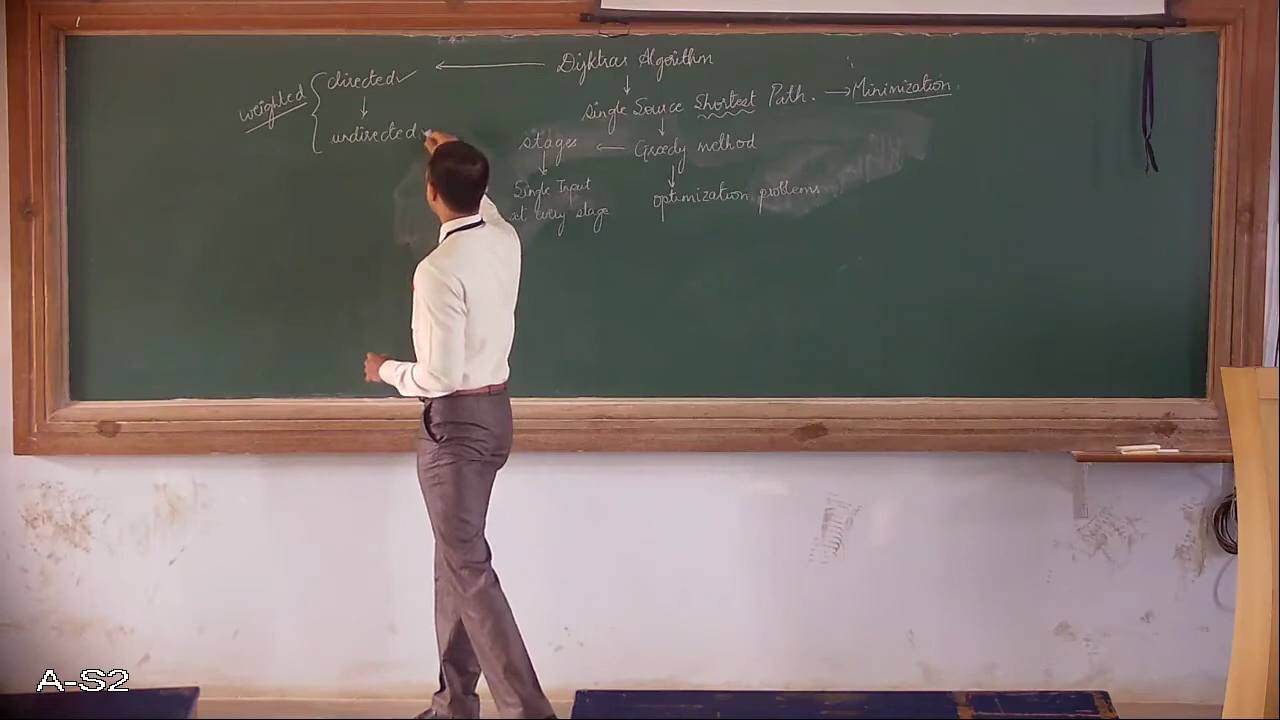 Dijktras Algorithm
weighted
directed
undirected
Single Source Shortest Path. → Minimization.
stages ← Greedy method
Single Input
at every stage
optimization problems
A-S2